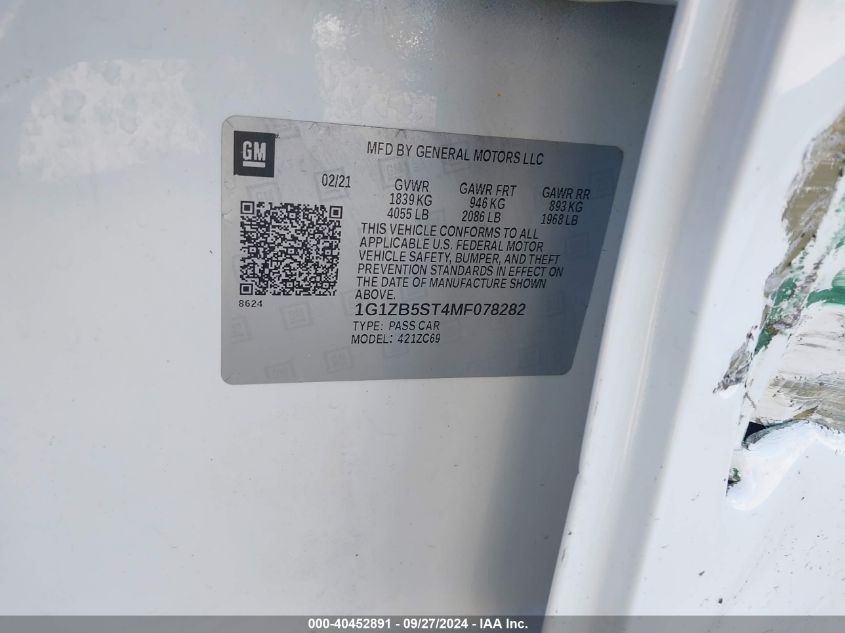 GM
MFD BY GENERAL MOTORS LLC
02/21 GVWR GAWR FRT GAWR RR
1839 KG 946 KG 893 KG
4055 LB 2086 LB 1968 LB
THIS VEHICLE CONFORMS TO ALL
APPLICABLE U.S. FEDERAL MOTOR
VEHICLE SAFETY, BUMPER, AND THEFT
PREVENTION STANDARDS IN EFFECT ON
THE DATE OF MANUFACTURE SHOWN
ABOVE.
8624
1G1ZB5ST4MF078282
TYPE: PASS CAR
MODEL: 421ZC69
000-40452891 - 09/27/2024 - IAA Inc.